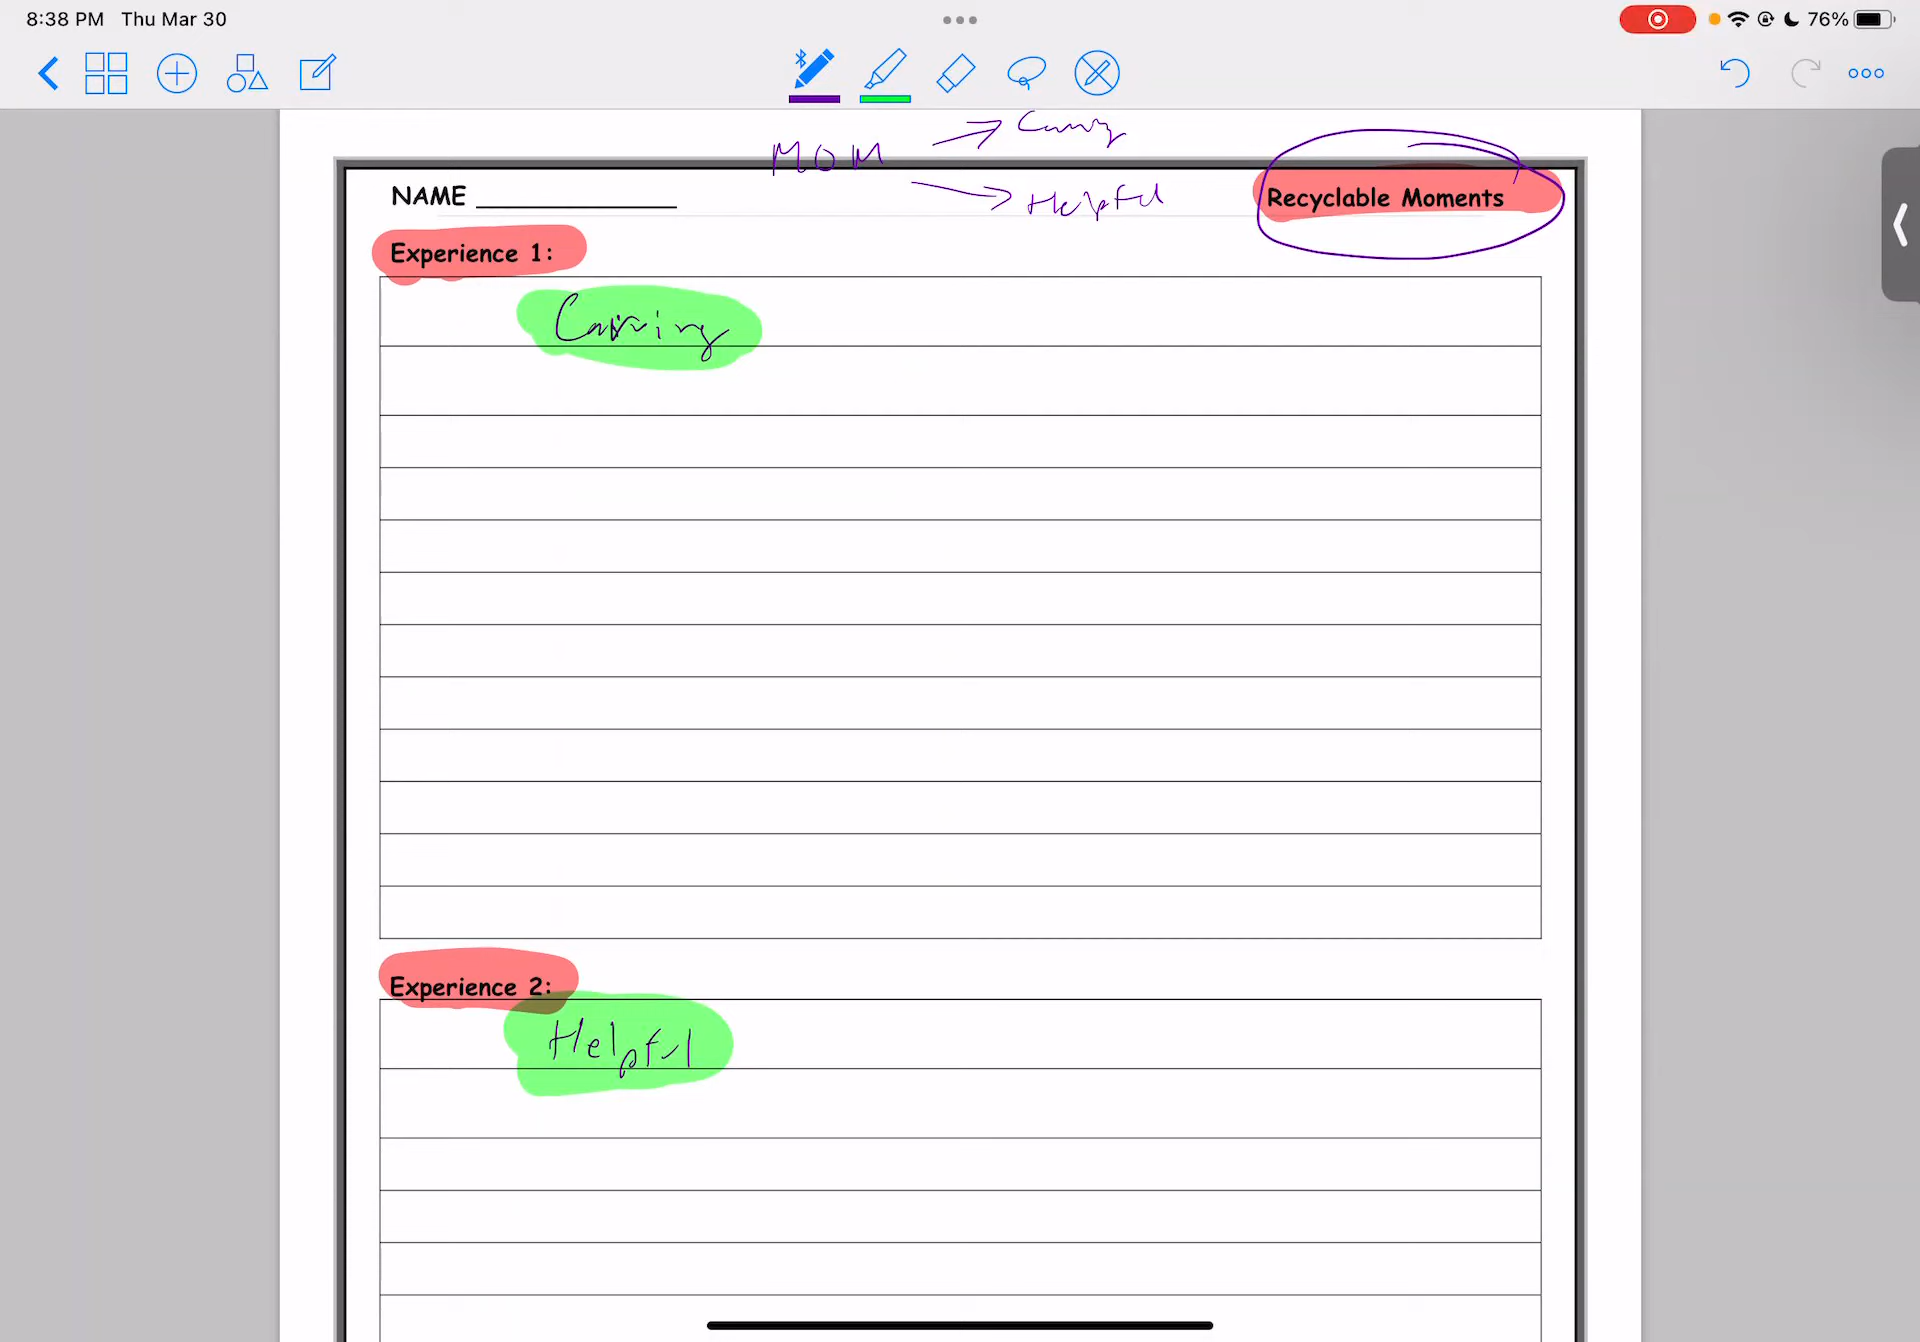 8:38 PM Thu Mar 30
76%
Caring
MOM
Helpful
NAME
Recyclable Moments
Experience 1:
Caring
Experience 2:
Helpful